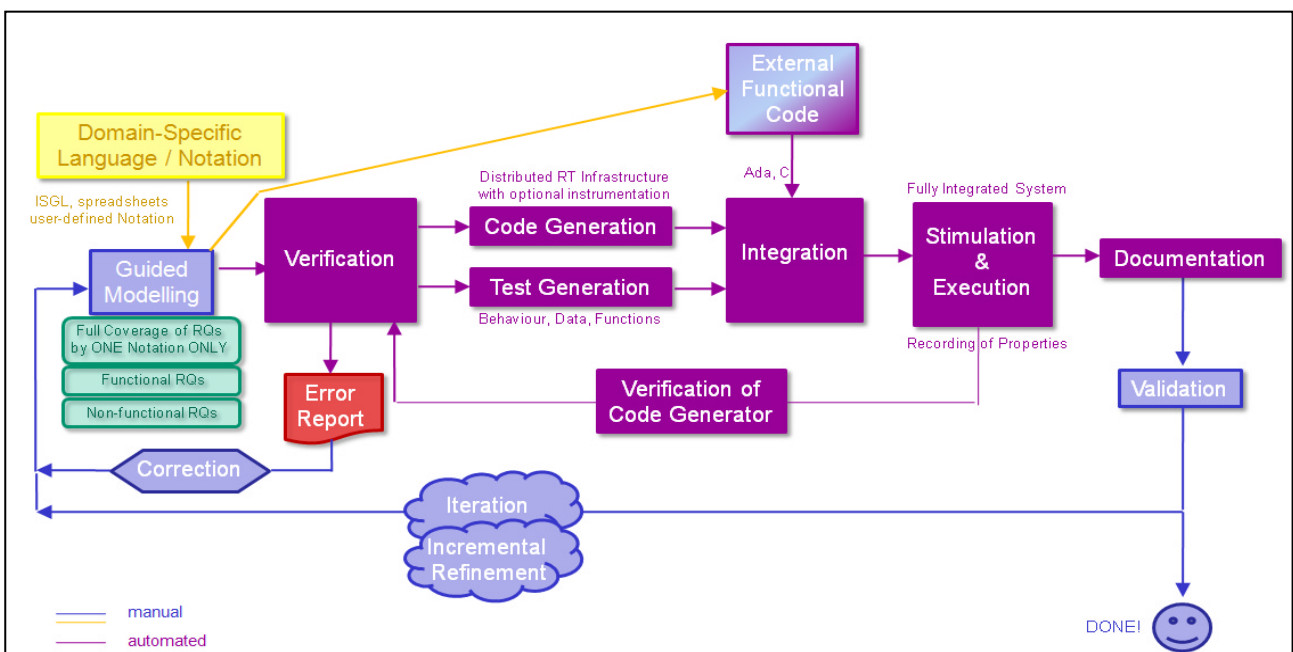 External
Functional
Code
Domain-Specific
Language / Notation
ISGL, spreadsheets
user-defined Notation
Distributed RT Infrastructure
with optional instrumentation
Ada, C
Fully Integrated System
Guided
Modelling
Verification
Code Generation
Test Generation
Behaviour, Data, Functions
Integration
Stimulation
&
Execution
Recording of Properties
Documentation
Full Coverage of RQs
by ONE Notation ONLY
Functional RQs
Non-functional RQs
Error
Report
Verification of
Code Generator
Validation
Correction
Iteration
Incremental
Refinement
manual
automated
DONE!